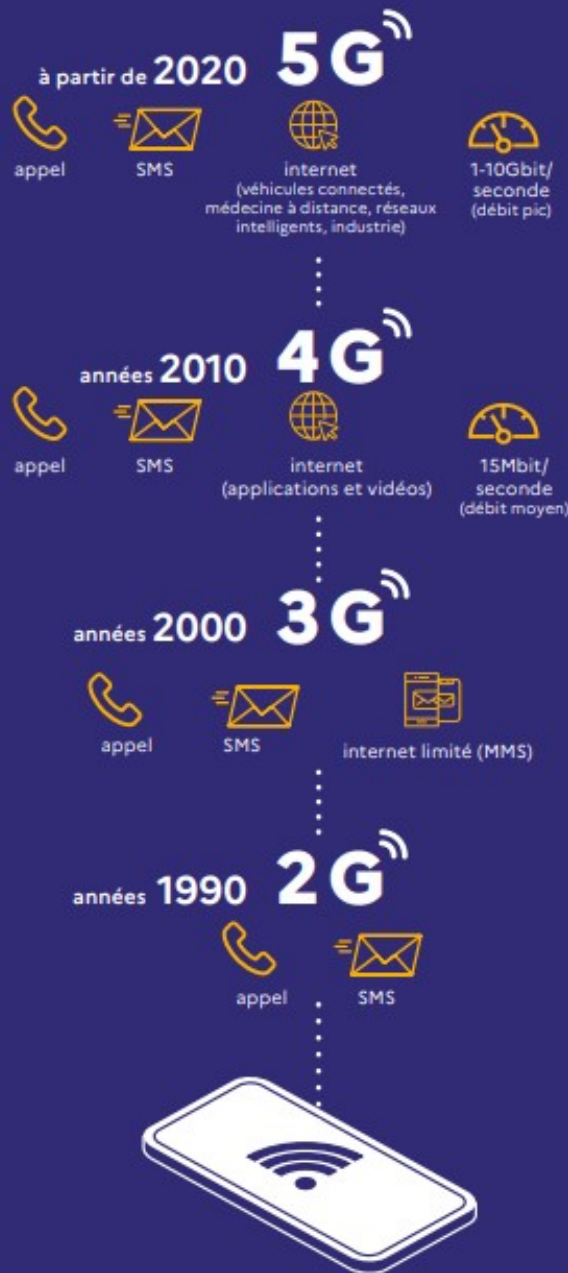 à partir de 2020 5G
appel
SMS
internet
(véhicules connectés,
médecine à distance, réseaux
intelligents, industrie)
1-10Gbit/
seconde
(débit pic)
années 2010 4G
appel
SMS
internet
(applications et vidéos)
15Mbit/
seconde
(débit moyen)
années 2000 3G
appel
SMS
internet limité (MMS)
années 1990 2G
appel
SMS